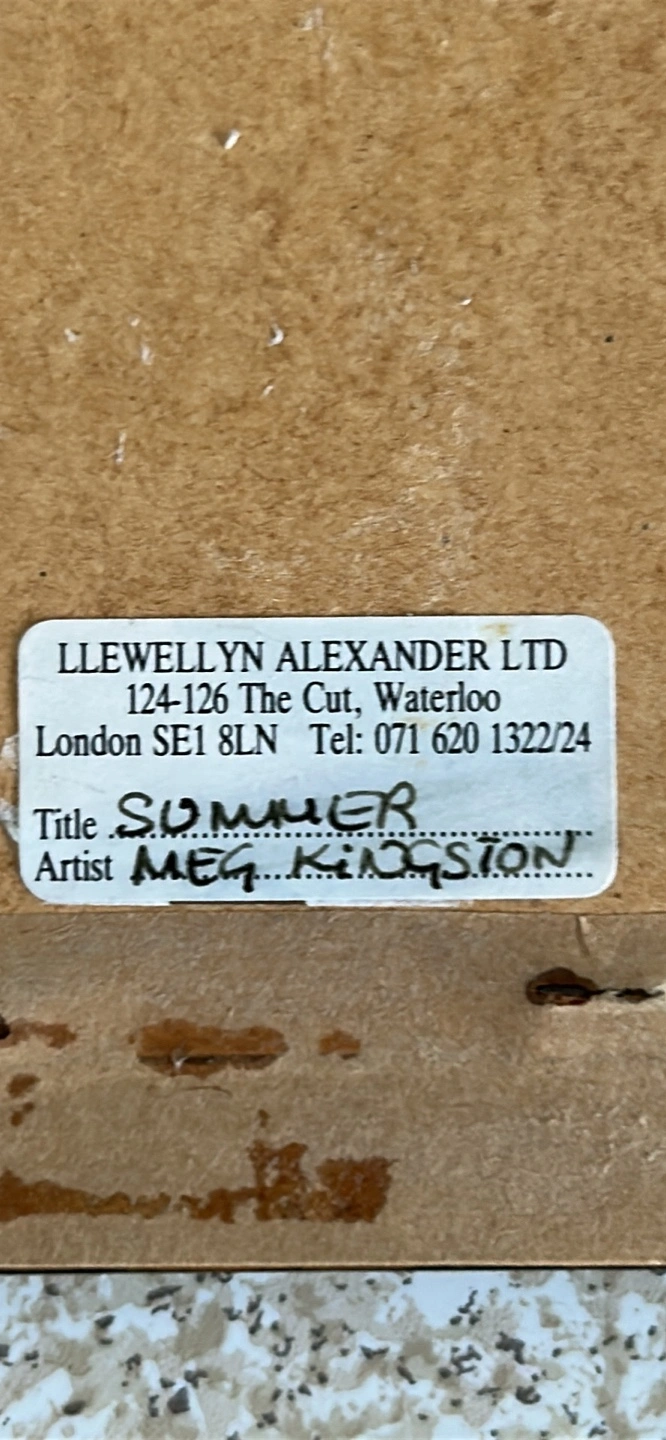 LLEWELLYN ALEXANDER LTD
124-126 The Cut, Waterloo
London SE1 8LN Tel: 071 620 1322/24
Title SUMMER
Artist MEG KiNGSTON